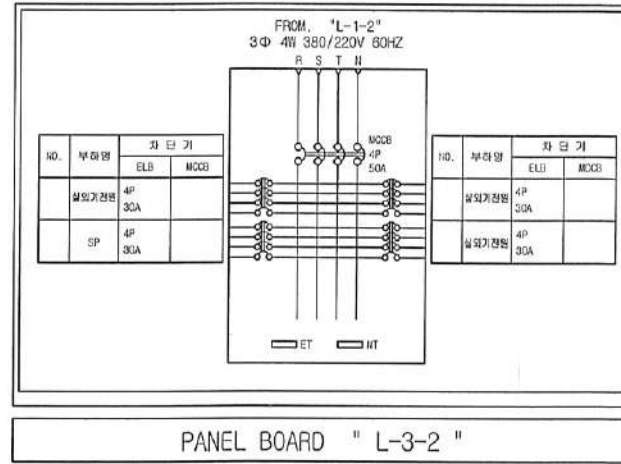 FROM, "L-1-2"
3Φ 4W 380/220V 60HZ
R S T N
MCCB
4P
50A
NO. 부하명 차 단 기
ELB MCCB
실외기전원 4P
30A
SP 4P
30A
NO. 부하명 차 단 기
ELB MCCB
실외기전원 4P
30A
실외기전원 4P
30A
ET NT
PANEL BOARD " L-3-2 "